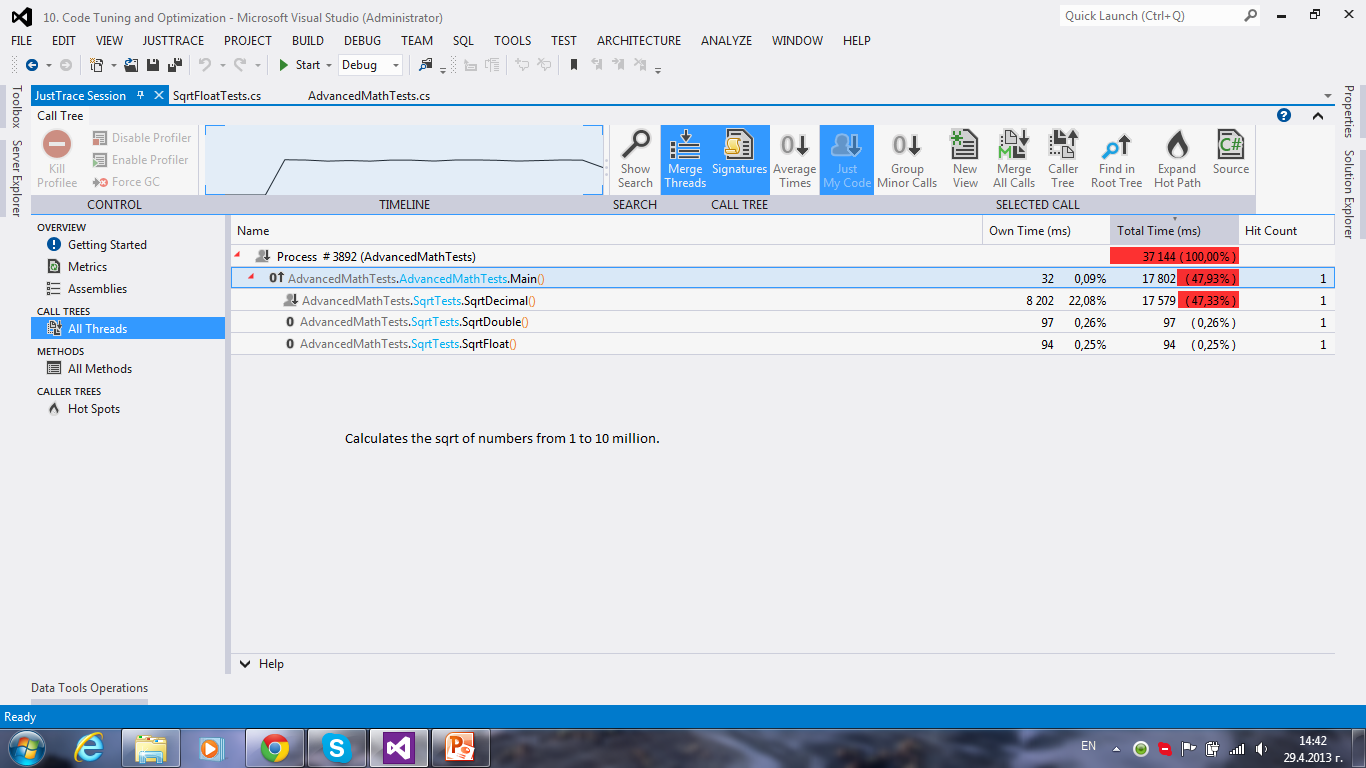 10. Code Tuning and Optimization - Microsoft Visual Studio (Administrator)
Quick Launch (Ctrl+Q)
FILE EDIT VIEW JUSTTRACE PROJECT BUILD DEBUG TEAM SQL TOOLS TEST ARCHITECTURE ANALYZE WINDOW HELP
Start Debug
Toolbox
Server Explorer
Properties
Solution Explorer
JustTrace Session SqrtFloatTests.cs AdvancedMathTests.cs
Call Tree
Kill Profilee
Disable Profiler
Enable Profiler
Force GC
Show Search
Merge Threads
Signatures
Average Times
Just My Code
Group Minor Calls
New View
Merge All Calls
Caller Tree
Find in Root Tree
Expand Hot Path
Source
CONTROL TIMELINE SEARCH CALL TREE SELECTED CALL
OVERVIEW
Getting Started
Metrics
Assemblies
CALL TREES
All Threads
METHODS
All Methods
CALLER TREES
Hot Spots
Name Own Time (ms) Total Time (ms) Hit Count
Process # 3892 (AdvancedMathTests) 37 144 (100,00%)
AdvancedMathTests.AdvancedMathTests.Main() 32 0,09% 17 802 (47,93%) 1
AdvancedMathTests.SqrtTests.SqrtDecimal() 8 202 22,08% 17 579 (47,33%) 1
AdvancedMathTests.SqrtTests.SqrtDouble() 97 0,26% 97 (0,26%) 1
AdvancedMathTests.SqrtTests.SqrtFloat() 94 0,25% 94 (0,25%) 1
Calculates the sqrt of numbers from 1 to 10 million.
Help
Data Tools Operations
Ready
EN
14:42
29.4.2013 г.